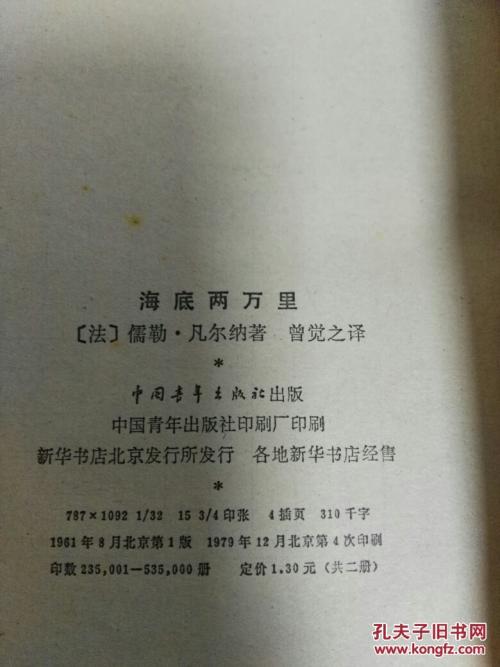 海底两万里
〔法〕儒勒·凡尔纳著 曾觉之译
*
中国青年出版社出版
中国青年出版社印刷厂印刷
新华书店北京发行所发行 各地新华书店经售
*
787×1092 1/32 15 3/4印张 4插页 310千字
1961年8月北京第1版 1979年12月北京第4次印刷
印数235,001—535,000册 定价1.30元(共二册)
孔夫子旧书网
www.kongfz.com